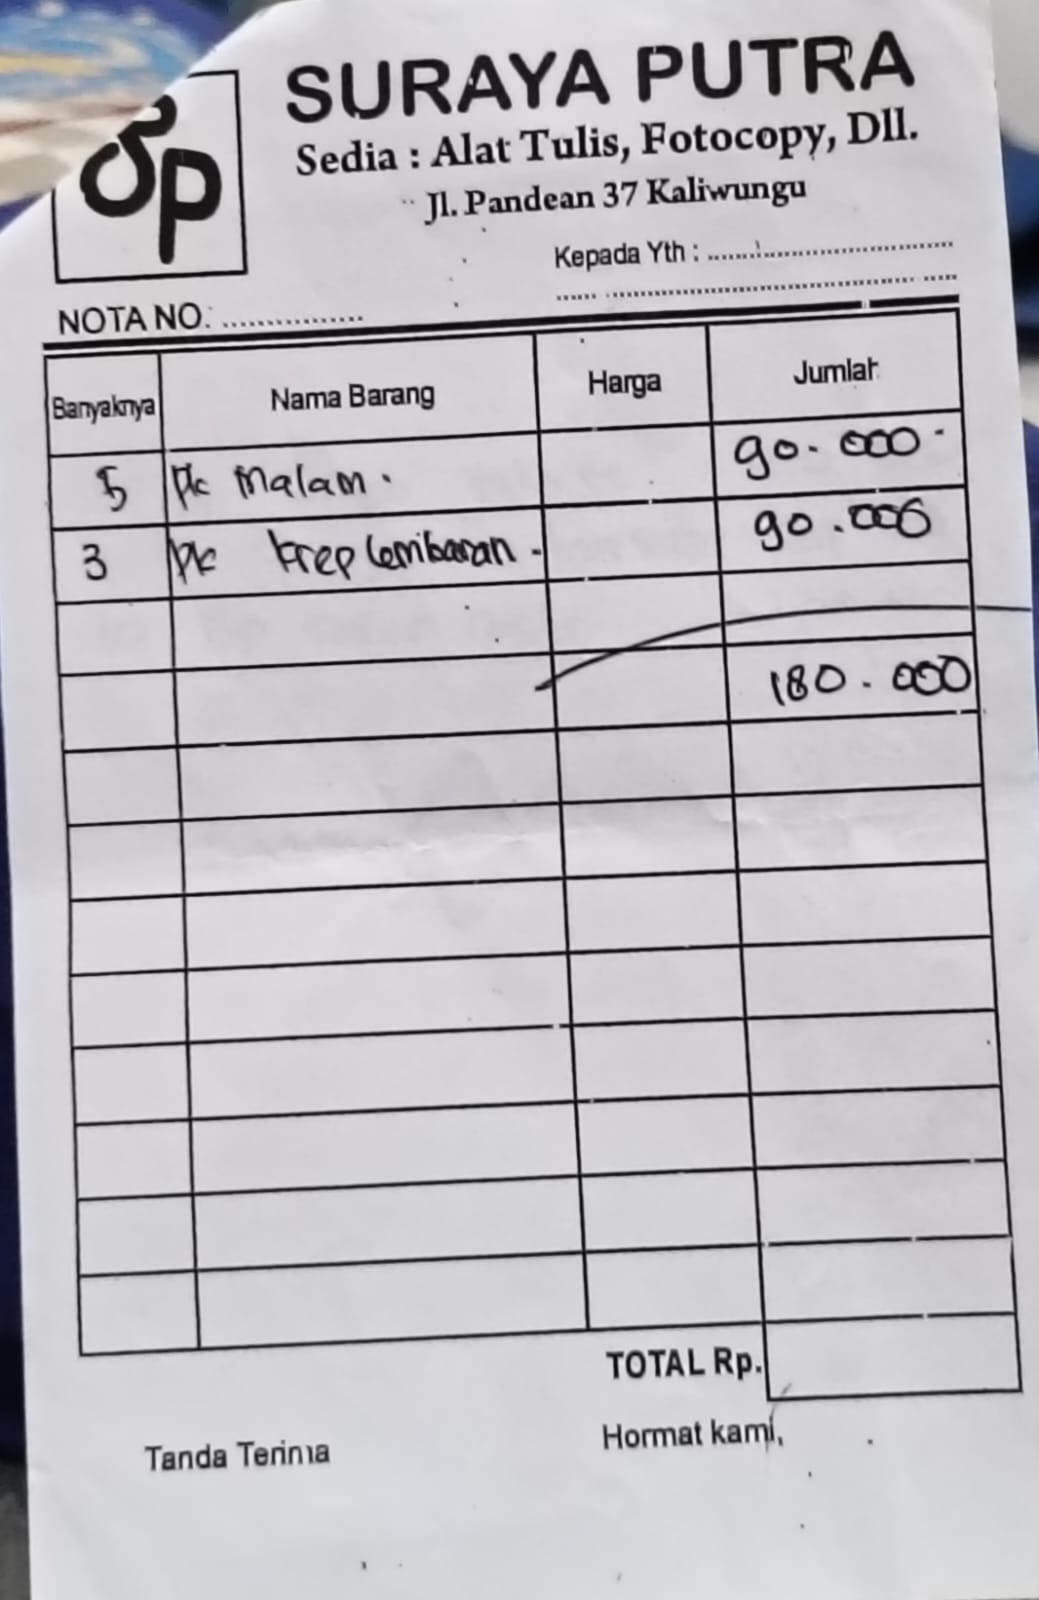 SP
SURAYA PUTRA
Sedia : Alat Tulis, Fotocopy, Dll.
Jl. Pandean 37 Kaliwungu
Kepada Yth : ........................................
........................................
NOTA NO. ................
Banyaknya Nama Barang Harga Jumlah
5 Pk Malam. 90.000
3 Pk krep lembaran 90.000
180.000
TOTAL Rp.
Tanda Terima Hormat kami,